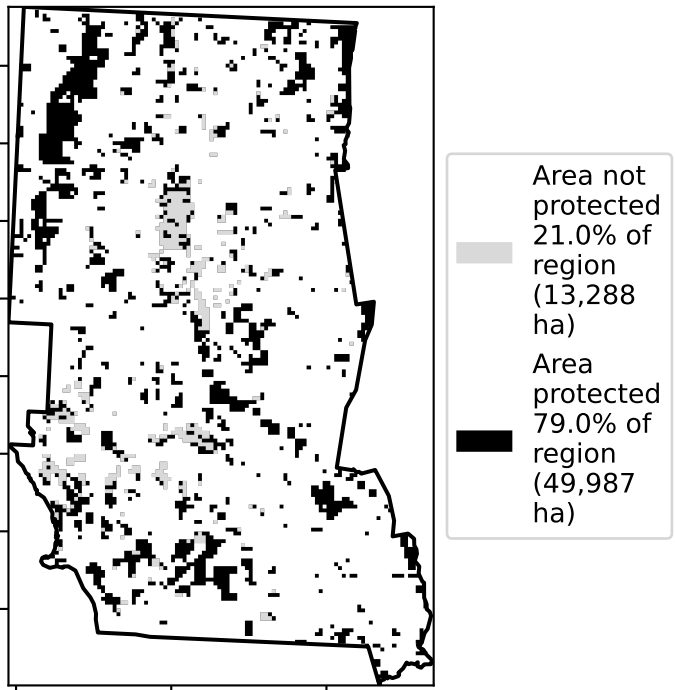 Area not
protected
21.0% of
region
(13,288
ha)
Area
protected
79.0% of
region
(49,987
ha)